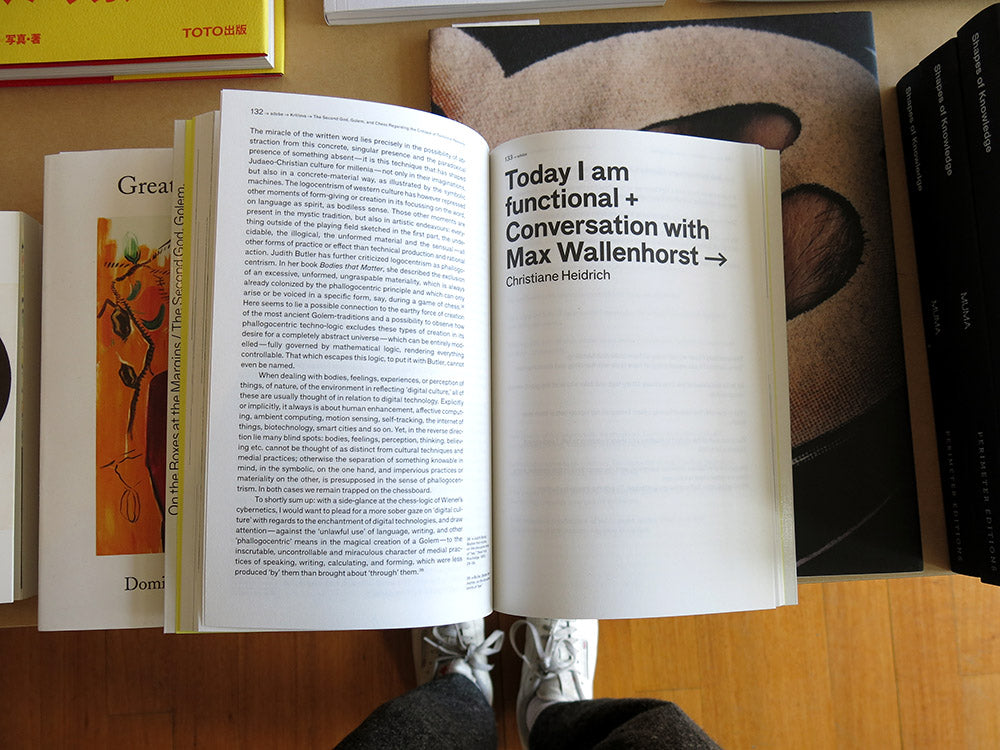 写真・著
TOTO出版
Great
Domi
On the Boxes at the Margins / The Second God, Golem,
132 → edoke → Kritikva → The Second God, Golem, and Chess Regarding the Critique of
The miracle of the written word lies precisely in the possibility of ab-
straction from this concrete, singular presence and the paradoxical
presence of something absent—it is this technique that has shaped
Judaeo-Christian culture for millenia—not only in their imaginations,
but also in a concrete-material way, as illustrated by the symbolic
machines. The logocentrism of western culture has however repressed
other moments of form-giving or creation in its focussing on the word,
on language as spirit, as bodiless sense. Those other moments are
present in the mystic tradition, but also in artistic endeavours; every-
thing outside of the playing field sketched in the first part, the unde-
cidable, the illogical, the unformed material and the sensual—all
other forms of practice or effect than technical production and rational
action. Judith Butler has further criticized logocentrism as phallogo-
centrism. In her book Bodies that Matter, she described the exclusion
of an excessive, unformed, ungraspable materiality, which is always
already colonized by the phallogocentric principle and which can only
arise or be voiced in a specific form, say, during a game of chess.
Here seems to lie a possible connection to the earthy force of creation
of the most ancient Golem-traditions and a possibility to observe how
phallogocentric techno-logic excludes these types of creation in its
desire for a completely abstract universe—which can be entirely mod-
elled—fully governed by mathematical logic, rendering everything
controllable. That which escapes this logic, to put it with Butler, cannot
even be named.
When dealing with bodies, feelings, experiences, or perception of
things, of nature, of the environment in reflecting 'digital culture,' all of
these are usually thought of in relation to digital technology. Explicitly
or implicitly, it always is about human enhancement, affective comput-
ing, ambient computing, motion sensing, self-tracking, the internet of
things, biotechnology, smart cities and so on. Yet, in the reverse direc-
tion lie many blind spots: bodies, feelings, perception, thinking, believ-
ing etc. cannot be thought of as distinct from cultural techniques and
medial practices; otherwise the separation of something knowable in
mind, in the symbolic, on the one hand, and impervious practices or
materiality on the other, is presupposed in the sense of phallogocen-
trism. In both cases we remain trapped on the chessboard.
To shortly sum up: with a side-glance at the chess-logic of Wiener's
cybernetics, I would want to plead for a more sober gaze on 'digital cul-
ture' with regards to the enchantment of digital technologies, and draw
attention—against the 'unlawful use' of language, writing, and other
'phallogocentric' means in the magical creation of a Golem—to the
inscrutable, uncontrollable and miraculous character of medial prac-
tices of speaking, writing, calculating, and forming, which were less
produced 'by' them than brought about 'through' them.
133
Today I am
functional +
Conversation with
Max Wallenhorst →
Christiane Heidrich
Shapes of Knowledge
MUMA
Shapes of Knowledge
MUMA
PERIMETER EDITIONS
Shapes of Knowledge
PERIMETER EDITIONS